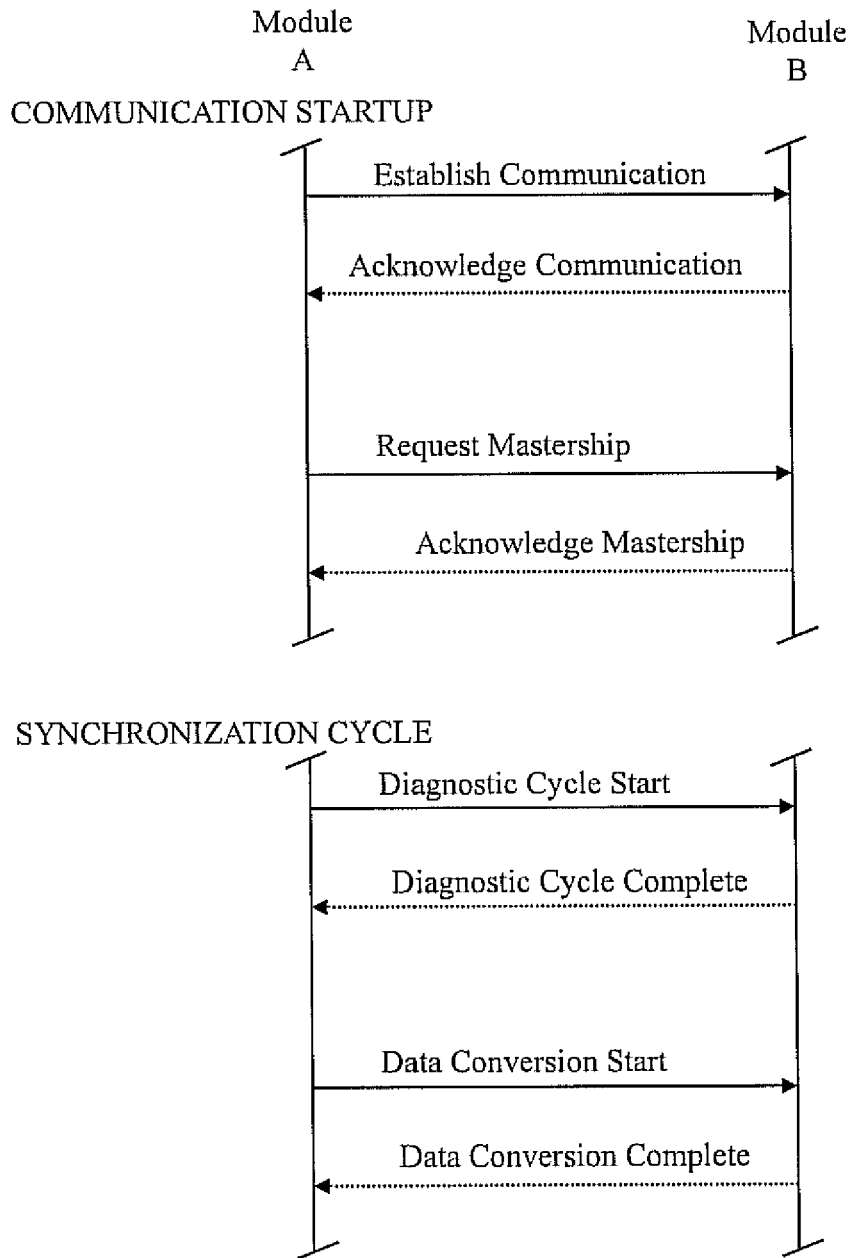 Module
A
Module
B
COMMUNICATION STARTUP
Establish Communication
Acknowledge Communication
Request Mastership
Acknowledge Mastership
SYNCHRONIZATION CYCLE
Diagnostic Cycle Start
Diagnostic Cycle Complete
Data Conversion Start
Data Conversion Complete